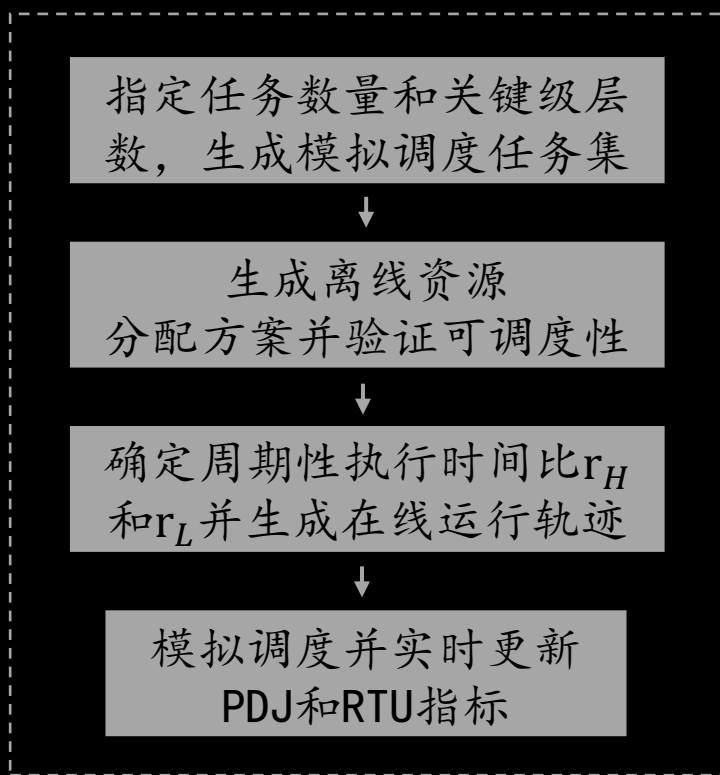 指定任务数量和关键级层
数，生成模拟调度任务集
生成离线资源
分配方案并验证可调度性
确定周期性执行时间比r_H
和r_L并生成在线运行轨迹
模拟调度并实时更新
PDJ和RTU指标